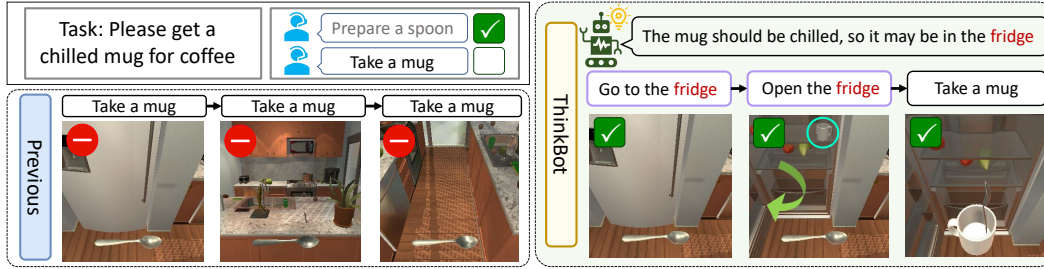 Task: Please get a
chilled mug for coffee
Prepare a spoon
Take a mug
Previous
Take a mug
Take a mug
Take a mug
ThinkBot
The mug should be chilled, so it may be in the fridge
Go to the fridge
Open the fridge
Take a mug